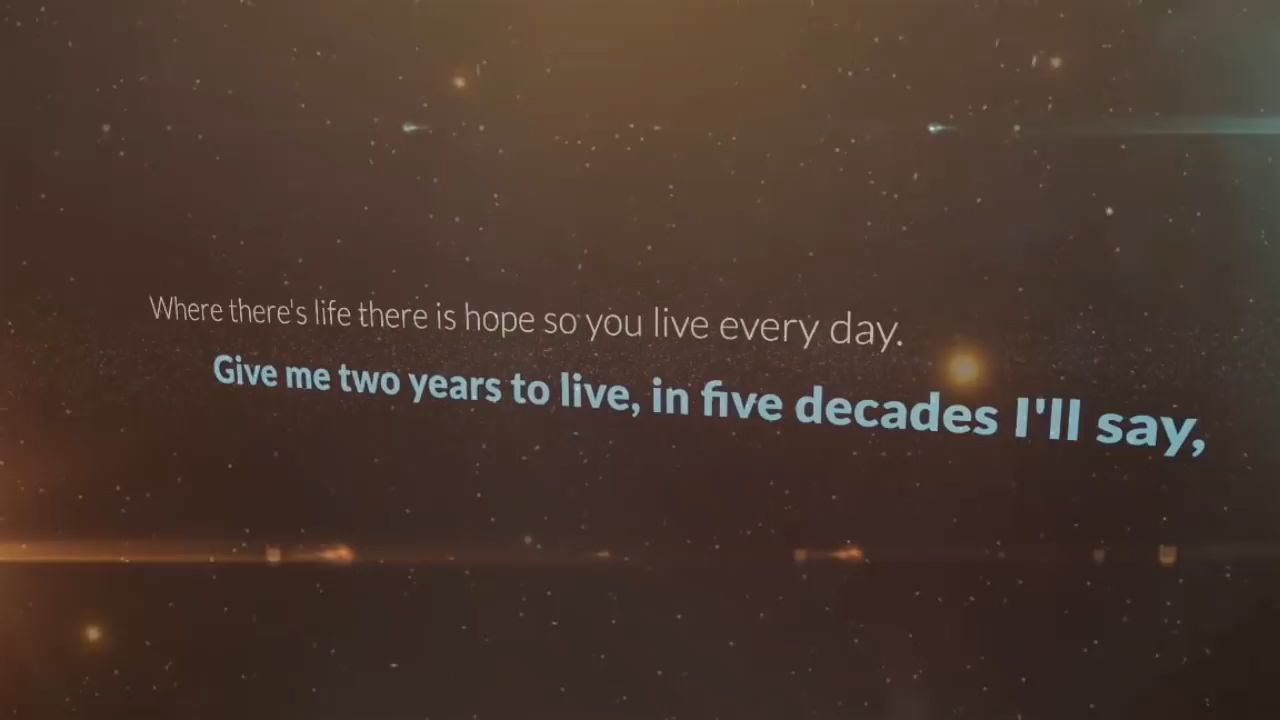 Where there's life there is hope so you live every day.
Give me two years to live, in five decades I'll say,